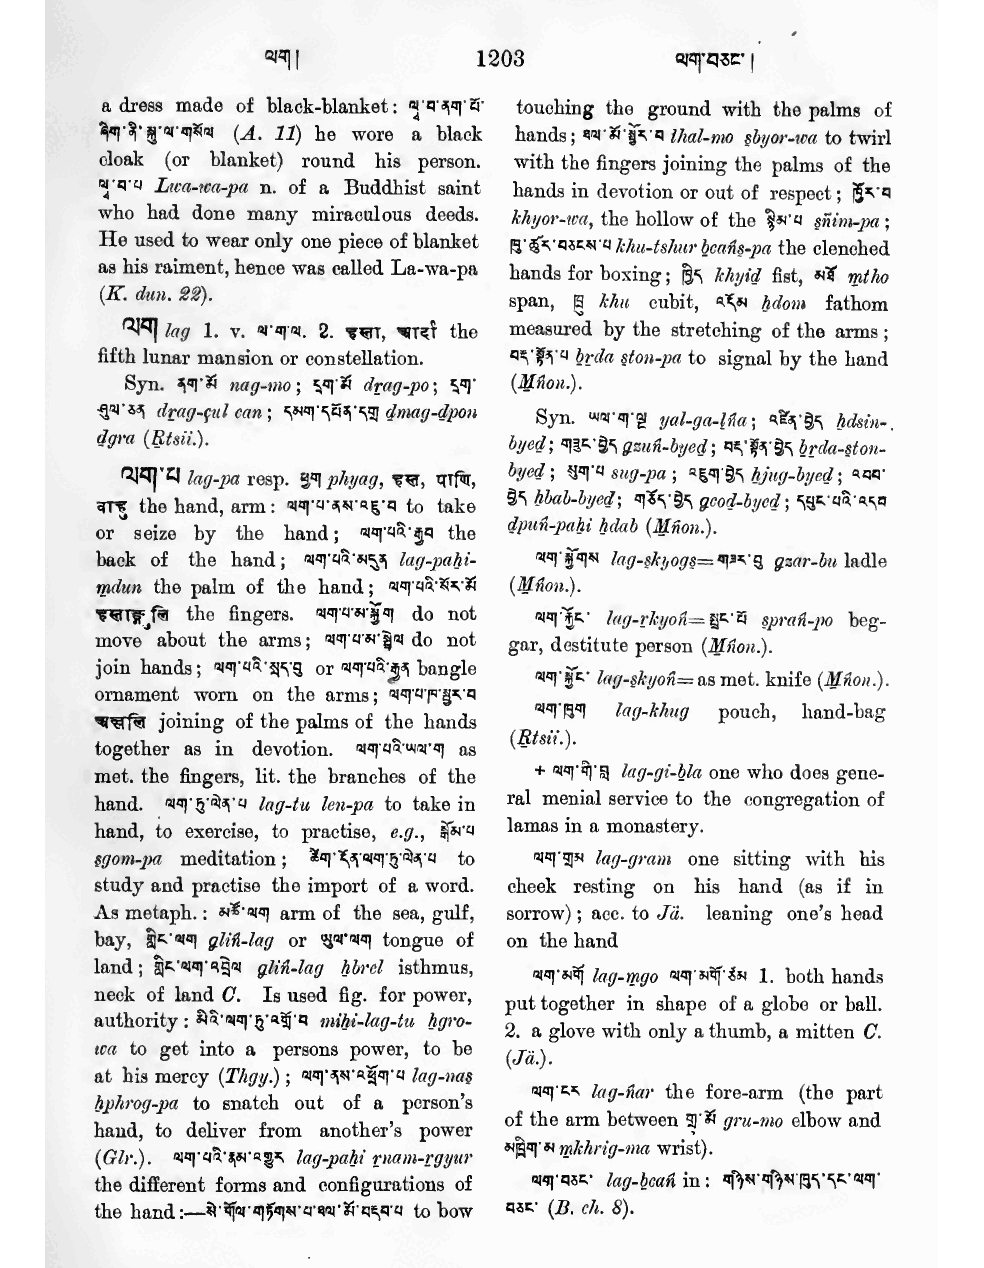 ལག།
1203
ལག་བཅང་།
a dress made of black-blanket: ལྭ་བ་ནག་པོ་
ཞིག་ནི་སྐུ་ལ་གསོལ (A. 11) he wore a black
cloak (or blanket) round his person.
ལྭ་བ་པ Lwa-wa-pa n. of a Buddhist saint
who had done many miraculous deeds.
He used to wear only one piece of blanket
as his raiment, hence was called La-wa-pa
(K. dun. 22).
ལག lag 1. v. ལ་ག་ལ. 2. हस्ता, आर्दा the
fifth lunar mansion or constellation.
Syn. ནག་མོ nag-mo; དྲག་མོ drag-po; དྲག་
ཤུལ་ཅན drag-çul can; དམག་དཔོན་དགྲ dmag-dpon
dgra (Rtsii.).
ལག་པ lag-pa resp. ཕྱག phyag, हस्त, पाणि,
वाहु the hand, arm: ལག་པ་ནས་འཇུ་བ to take
or seize by the hand; ལག་པའི་རྒྱབ the
back of the hand; ལག་པའི་མདུན lag-paḥi-
mdun the palm of the hand; ལག་པའི་སོར་མོ
हस्ताङ्गुलि the fingers. ལག་པ་མ་སྐྱོག do not
move about the arms; ལག་པ་མ་སྦྲེལ do not
join hands; ལག་པའི་སྲད་བུ or ལག་པའི་རྒྱན bangle
ornament worn on the arms; ལག་པ་ཁ་སྦྱར་བ
अञ्जलि joining of the palms of the hands
together as in devotion. ལག་པའི་ཡལ་ག as
met. the fingers, lit. the branches of the
hand. ལག་ཏུ་ལེན་པ lag-tu len-pa to take in
hand, to exercise, to practise, e.g., སྒོམ་པ
sgom-pa meditation; ཚིག་དོན་ལག་ཏུ་ལེན་པ to
study and practise the import of a word.
As metaph.: མཚོ་ལག arm of the sea, gulf,
bay, གླིང་ལག gliṅ-lag or ཡུལ་ལག tongue of
land; གླིང་ལག་འབྲེལ gliṅ-lag ḥbrel isthmus,
neck of land C. Is used fig. for power,
authority: མིའི་ལག་ཏུ་འགྲོ་བ miḥi-lag-tu ḥgro-
wa to get into a persons power, to be
at his mercy (Thgy.); ལག་ནས་འཕྲོག་པ lag-nas
ḥphrog-pa to snatch out of a person's
hand, to deliver from another's power
(Glr.). ལག་པའི་རྣམ་འགྱུར lag-paḥi rnam-rgyur
the different forms and configurations of
the hand:—སེ་གོལ་གཏོགས་པ་ཐལ་མོ་བརྡབ་པ to bow
touching the ground with the palms of
hands; ཐལ་མོ་སྦྱོར་བ thal-mo sbyor-wa to twirl
with the fingers joining the palms of the
hands in devotion or out of respect; ཁྱོར་བ
khyor-wa, the hollow of the སྙིམ་པ sñim-pa;
ཁུ་ཚུར་བཅངས་པ khu-tshur bcaṅs-pa the clenched
hands for boxing; ཁྱིད khyid fist, མཐོ mtho
span, ཁྲུ khu cubit, འདོམ ḥdom fathom
measured by the stretching of the arms;
བརྡ་སྟོན་པ brda ston-pa to signal by the hand
(Mṅon.).
Syn. ཡལ་ག་ལྔ yal-ga-lṅa; འཛིན་བྱེད ḥdsin-
byed; གཟུང་བྱེད gzuṅ-byed; བརྡ་སྟོན་བྱེད brda-ston-
byed; སུག་པ sug-pa; འཇུག་བྱེད ḥjug-byed; འབབ་
བྱེད ḥbab-byed; གཅོད་བྱེད gcod-byed; དཔུང་པའི་འདབ
dpuṅ-paḥi ḥdab (Mṅon.).
ལག་སྐྱོགས lag-skyogs=གཟར་བུ gzar-bu ladle
(Mṅon.).
ལག་རྐྱོང་ lag-rkyoṅ=སྤྲང་པོ spraṅ-po beg-
gar, destitute person (Mṅon.).
ལག་སྐྱོང་ lag-skyoṅ=as met. knife (Mṅon.).
ལག་ཁུག lag-khug pouch, hand-bag
(Rtsii.).
+ ལག་གི་བླ lag-gi-bla one who does gene-
ral menial service to the congregation of
lamas in a monastery.
ལག་གྲམ lag-gram one sitting with his
cheek resting on his hand (as if in
sorrow); acc. to Jä. leaning one's head
on the hand
ལག་མགོ lag-mgo ལག་མགོ་ཙམ 1. both hands
put together in shape of a globe or ball.
2. a glove with only a thumb, a mitten C.
(Jä.).
ལག་ངར lag-ṅar the fore-arm (the part
of the arm between གྲུ་མོ gru-mo elbow and
མཁྲིག་མ mkhrig-ma wrist).
ལག་བཅང་ lag-bcaṅ in: གཉིས་གཉིས་ཁྲིད་དང་ལག་
བཅང་ (B. ch. 8).